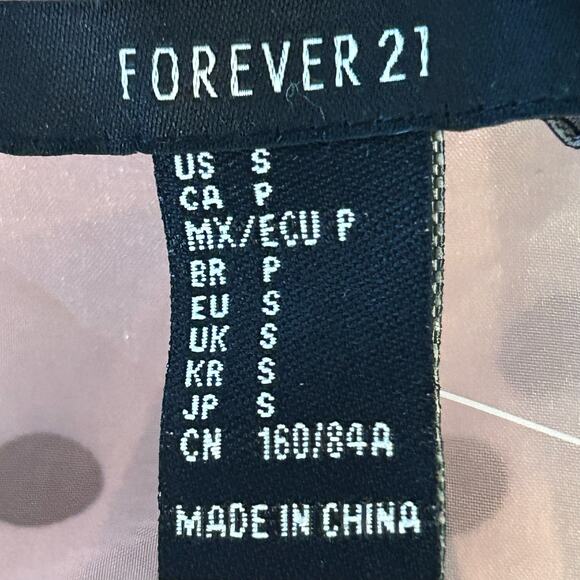 FOREVER 21
US S
CA P
MX/ECU P
BR P
EU S
UK S
KR S
JP S
CN 160/84A
MADE IN CHINA